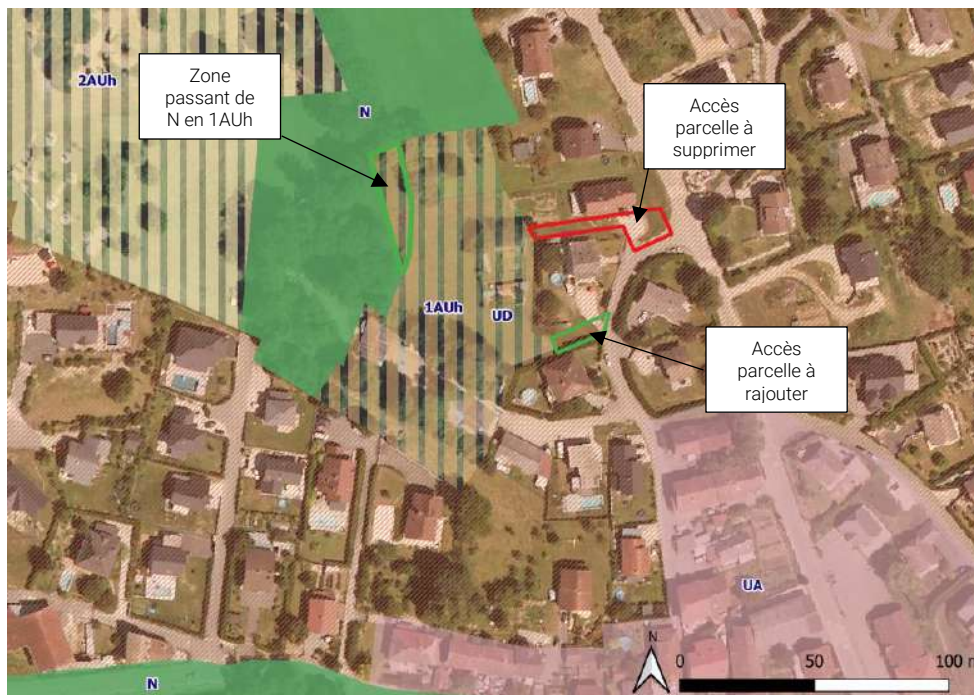 Zone
passant de
N en 1AUh
2AUh
N
Accès
parcelle à
supprimer
1AUh
UD
Accès
parcelle à
rajouter
UA
N
0 50 100 m
N